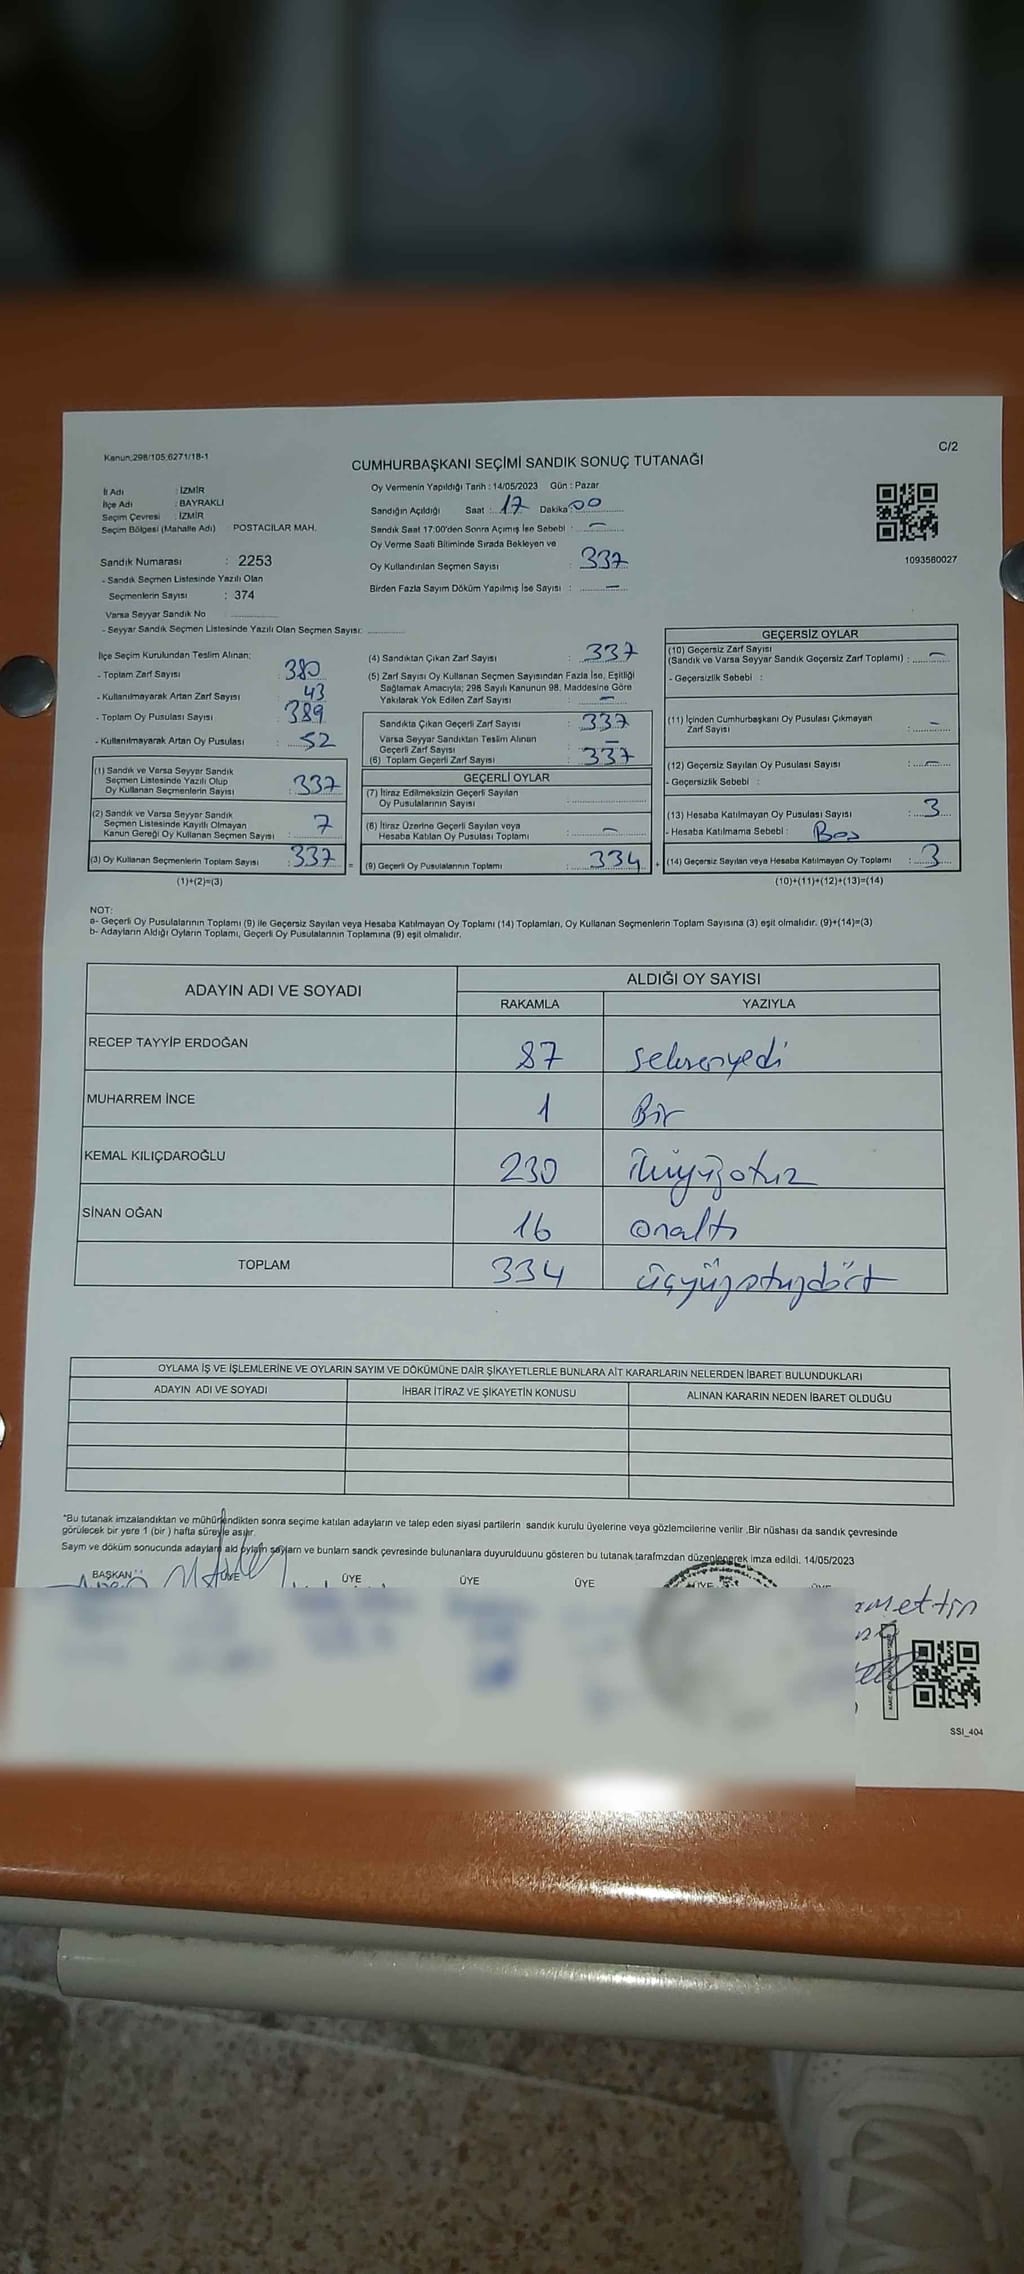 Kanun:298/105;6271/18-1
C/2
CUMHURBAŞKANI SEÇİMİ SANDIK SONUÇ TUTANAĞI
İl Adı : İZMİR
İlçe Adı : BAYRAKLI
Seçim Çevresi : İZMİR
Seçim Bölgesi (Mahalle Adı) POSTACILAR MAH.
Sandık Numarası : 2253
- Sandık Seçmen Listesinde Yazılı Olan
Seçmenlerin Sayısı : 374
Varsa Seyyar Sandık No
- Seyyar Sandık Seçmen Listesinde Yazılı Olan Seçmen Sayısı:
Oy Vermenin Yapıldığı Tarih : 14/05/2023 Gün : Pazar
Sandığın Açıldığı Saat : 17 Dakika: 00
Sandık Saat 17:00'den Sonra Açımış İse Sebebi : —
Oy Verme Saati Bitiminde Sırada Bekleyen ve
Oy Kullandırılan Seçmen Sayısı : 337
Birden Fazla Sayım Döküm Yapılmış İse Sayısı : —
1093580027
İlçe Seçim Kurulundan Teslim Alınan;
- Toplam Zarf Sayısı : 380
- Kullanılmayarak Artan Zarf Sayısı : 43
- Toplam Oy Pusulası Sayısı : 389
- Kullanılmayarak Artan Oy Pusulası : 52
(1) Sandık ve Varsa Seyyar Sandık
Seçmen Listesinde Yazılı Olup
Oy Kullanan Seçmenlerin Sayısı : 337
(2) Sandık ve Varsa Seyyar Sandık
Seçmen Listesinde Kayıtlı Olmayan
Kanun Gereği Oy Kullanan Seçmen Sayısı : 7
(3) Oy Kullanan Seçmenlerin Toplam Sayısı : 337
(1)+(2)=(3)
(4) Sandıktan Çıkan Zarf Sayısı : 337
(5) Zarf Sayısı Oy Kullanan Seçmen Sayısından Fazla İse, Eşitliği
Sağlamak Amacıyla; 298 Sayılı Kanunun 98. Maddesine Göre
Yakılarak Yok Edilen Zarf Sayısı : —
Sandıkta Çıkan Geçerli Zarf Sayısı : 337
Varsa Seyyar Sandıktan Teslim Alınan
Geçerli Zarf Sayısı : —
(6) Toplam Geçerli Zarf Sayısı : 337
GEÇERLİ OYLAR
(7) İtiraz Edilmeksizin Geçerli Sayılan
Oy Pusulalarının Sayısı :
(8) İtiraz Üzerine Geçerli Sayılan veya
Hesaba Katılan Oy Pusulası Toplamı : —
= (9) Geçerli Oy Pusulalarının Toplamı : 334
GEÇERSİZ OYLAR
(10) Geçersiz Zarf Sayısı
(Sandık ve Varsa Seyyar Sandık Geçersiz Zarf Toplamı) : —
- Geçersizlik Sebebi :
(11) İçinden Cumhurbaşkanı Oy Pusulası Çıkmayan
Zarf Sayısı : —
(12) Geçersiz Sayılan Oy Pusulası Sayısı : —
- Geçersizlik Sebebi :
(13) Hesaba Katılmayan Oy Pusulası Sayısı : 3
- Hesaba Katılmama Sebebi : Boş
+ (14) Geçersiz Sayılan veya Hesaba Katılmayan Oy Toplamı : 3
(10)+(11)+(12)+(13)=(14)
NOT:
a- Geçerli Oy Pusulalarının Toplamı (9) ile Geçersiz Sayılan veya Hesaba Katılmayan Oy Toplamı (14) Toplamları, Oy Kullanan Seçmenlerin Toplam Sayısına (3) eşit olmalıdır. (9)+(14)=(3)
b- Adayların Aldığı Oyların Toplamı, Geçerli Oy Pusulalarının Toplamına (9) eşit olmalıdır.
ADAYIN ADI VE SOYADI ALDIĞI OY SAYISI
RAKAMLA YAZIYLA
RECEP TAYYİP ERDOĞAN 87 seksenyedi
MUHARREM İNCE 1 Bir
KEMAL KILIÇDAROĞLU 230 İkiyüzotuz
SİNAN OĞAN 16 onaltı
TOPLAM 334 üçyüzotuzdört
OYLAMA İŞ VE İŞLEMLERİNE VE OYLARIN SAYIM VE DÖKÜMÜNE DAİR ŞİKAYETLERLE BUNLARA AİT KARARLARIN NELERDEN İBARET BULUNDUKLARI
ADAYIN ADI VE SOYADI İHBAR İTİRAZ VE ŞİKAYETİN KONUSU ALINAN KARARIN NEDEN İBARET OLDUĞU
"Bu tutanak imzalandıktan ve mühürlendikten sonra seçime katılan adayların ve talep eden siyasi partilerin sandık kurulu üyelerine veya gözlemcilerine verilir .Bir nüshası da sandık çevresinde
görülecek bir yere 1 (bir ) hafta süreyle asılır.
Sayım ve döküm sonucunda adayların ald oyların sayıların ve bunların sandk çevresinde bulunanlara duyurulduunu gösteren bu tutanak tarafmzdan düzenlenerek imza edildi. 14/05/2023
BAŞKAN ÜYE ÜYE ÜYE ÜYE ÜYE
SSI_404